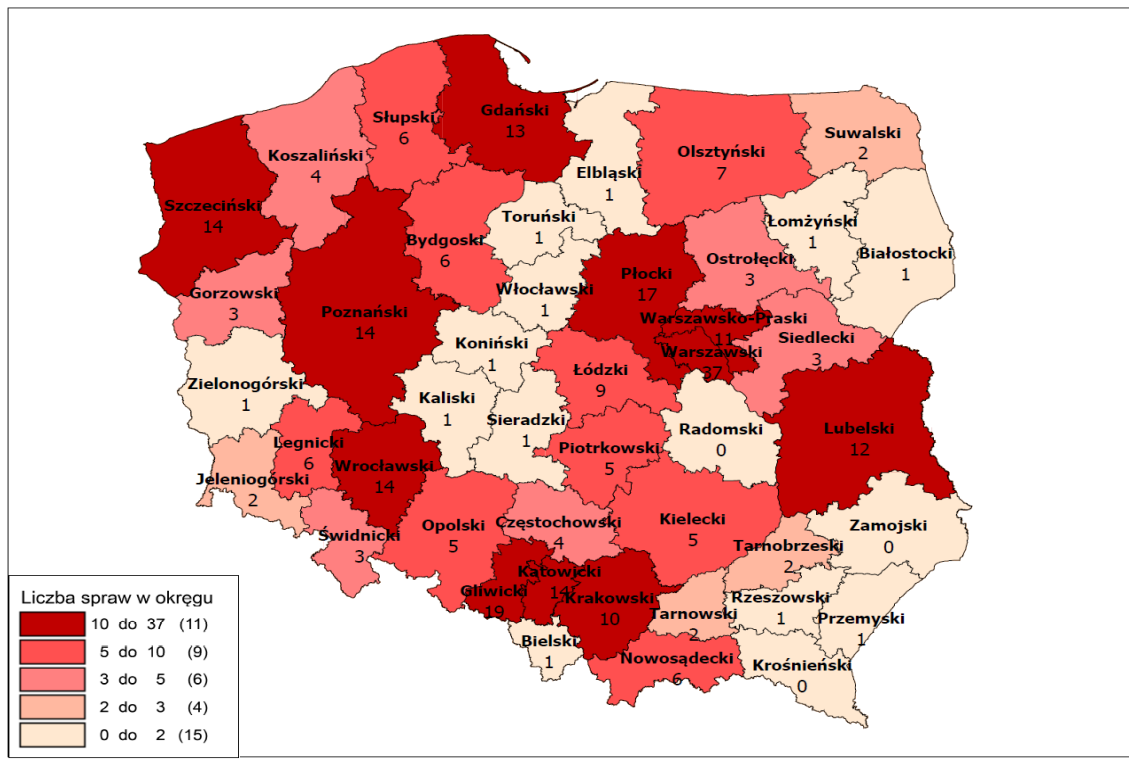 Gdański
13
Słupski
6
Koszaliński
4
Suwalski
2
Olsztyński
7
Elbląski
1
Szczeciński
14
Toruński
1
Łomżyński
1
Bydgoski
6
Białostocki
1
Ostrołęcki
3
Płocki
17
Włocławski
1
Gorzowski
3
Poznański
14
Warszawsko-Praski
11
Siedlecki
3
Koniński
1
Warszawski
37
Łódzki
9
Zielonogórski
1
Kaliski
1
Sieradzki
1
Radomski
0
Lubelski
12
Legnicki
6
Piotrkowski
5
Wrocławski
14
Jeleniogórski
2
Opolski
5
Częstochowski
4
Kielecki
5
Zamojski
0
Świdnicki
3
Tarnobrzeski
2
Katowicki
14
Gliwicki
19
Krakowski
10
Rzeszowski
1
Tarnowski
2
Przemyski
1
Bielski
1
Nowosądecki
6
Krośnieński
0
Liczba spraw w okręgu
10 do 37 (11)
5 do 10 (9)
3 do 5 (6)
2 do 3 (4)
0 do 2 (15)